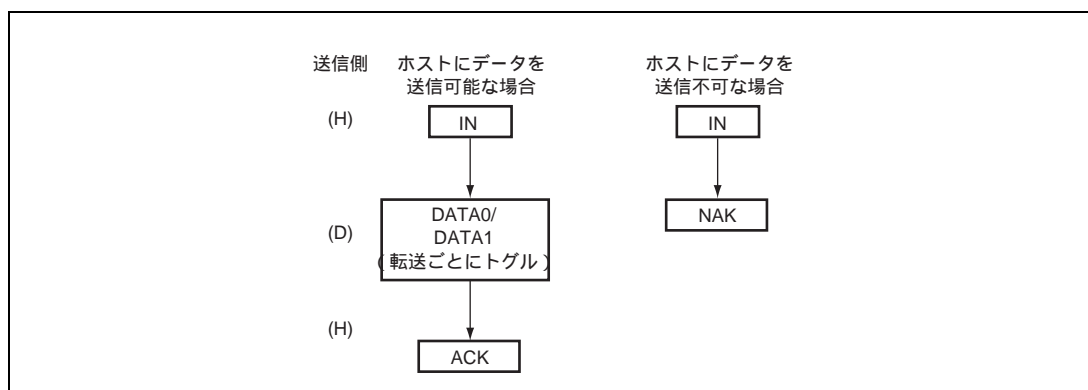 送信側
ホストにデータを
送信可能な場合
ホストにデータを
送信不可な場合
(H)
IN
IN
(D)
DATA0/
DATA1
(転送ごとにトグル)
NAK
(H)
ACK